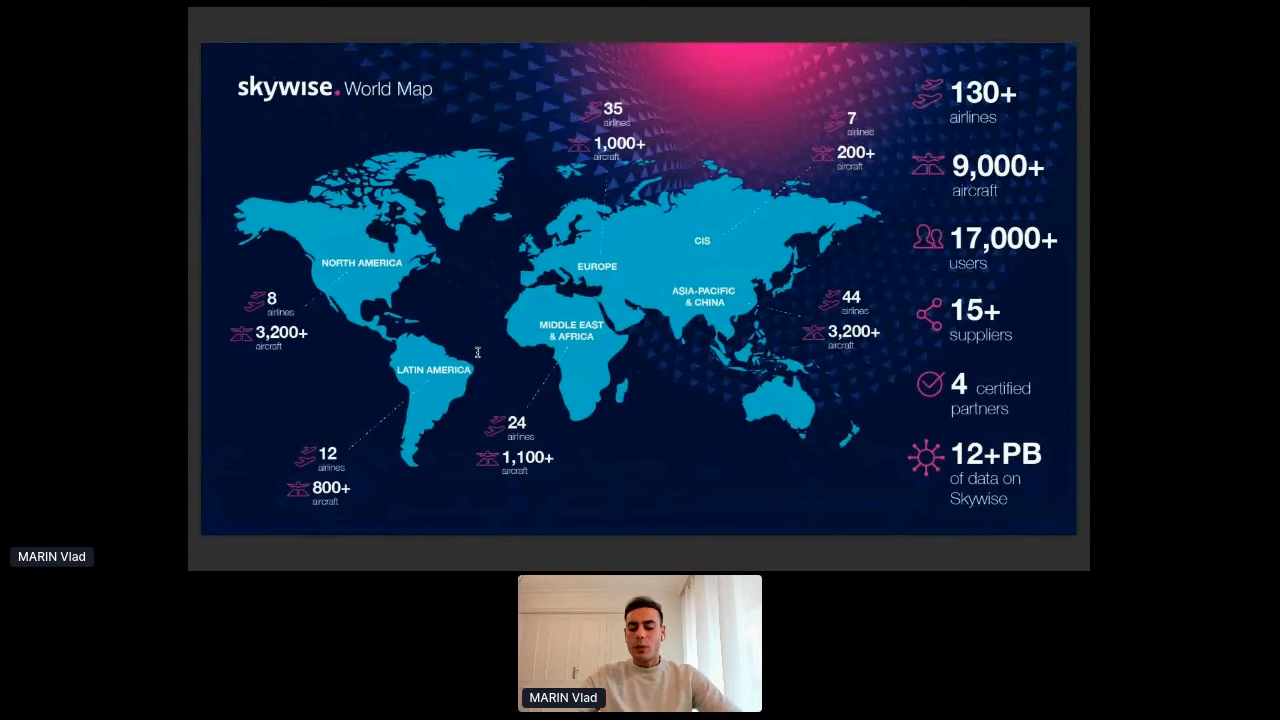 skywise. World Map
35
airlines
1,000+
aircraft
7
airlines
200+
aircraft
NORTH AMERICA
EUROPE
CIS
ASIA-PACIFIC
& CHINA
MIDDLE EAST
& AFRICA
LATIN AMERICA
8
airlines
3,200+
aircraft
44
airlines
3,200+
aircraft
24
airlines
1,100+
aircraft
12
airlines
800+
aircraft
130+
airlines
9,000+
aircraft
17,000+
users
15+
suppliers
4 certified
partners
12+PB
of data on
Skywise
MARIN Vlad
MARIN Vlad